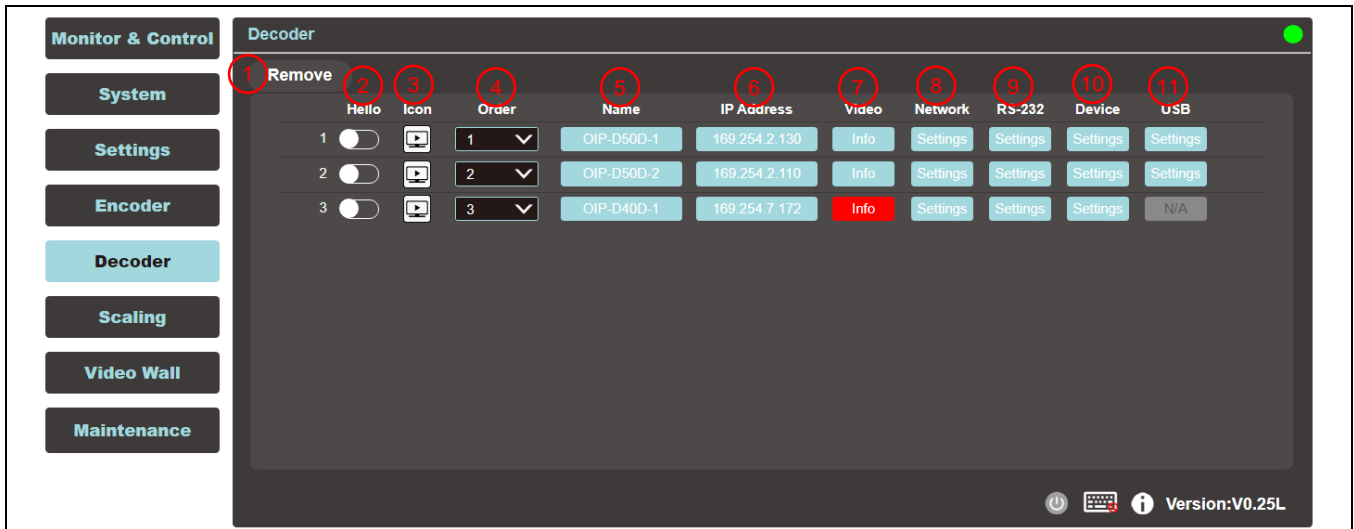 Monitor & Control
System
Settings
Encoder
Decoder
Scaling
Video Wall
Maintenance
Decoder
1 Remove
2 3 4 5 6 7 8 9 10 11
Hello Icon Order Name IP Address Video Network RS-232 Device USB
1 1 OIP-D50D-1 169.254.2.130 Info Settings Settings Settings Settings
2 2 OIP-D50D-2 169.254.2.110 Info Settings Settings Settings Settings
3 3 OIP-D40D-1 169.254.7.172 Info Settings Settings Settings N/A
Version:V0.25L